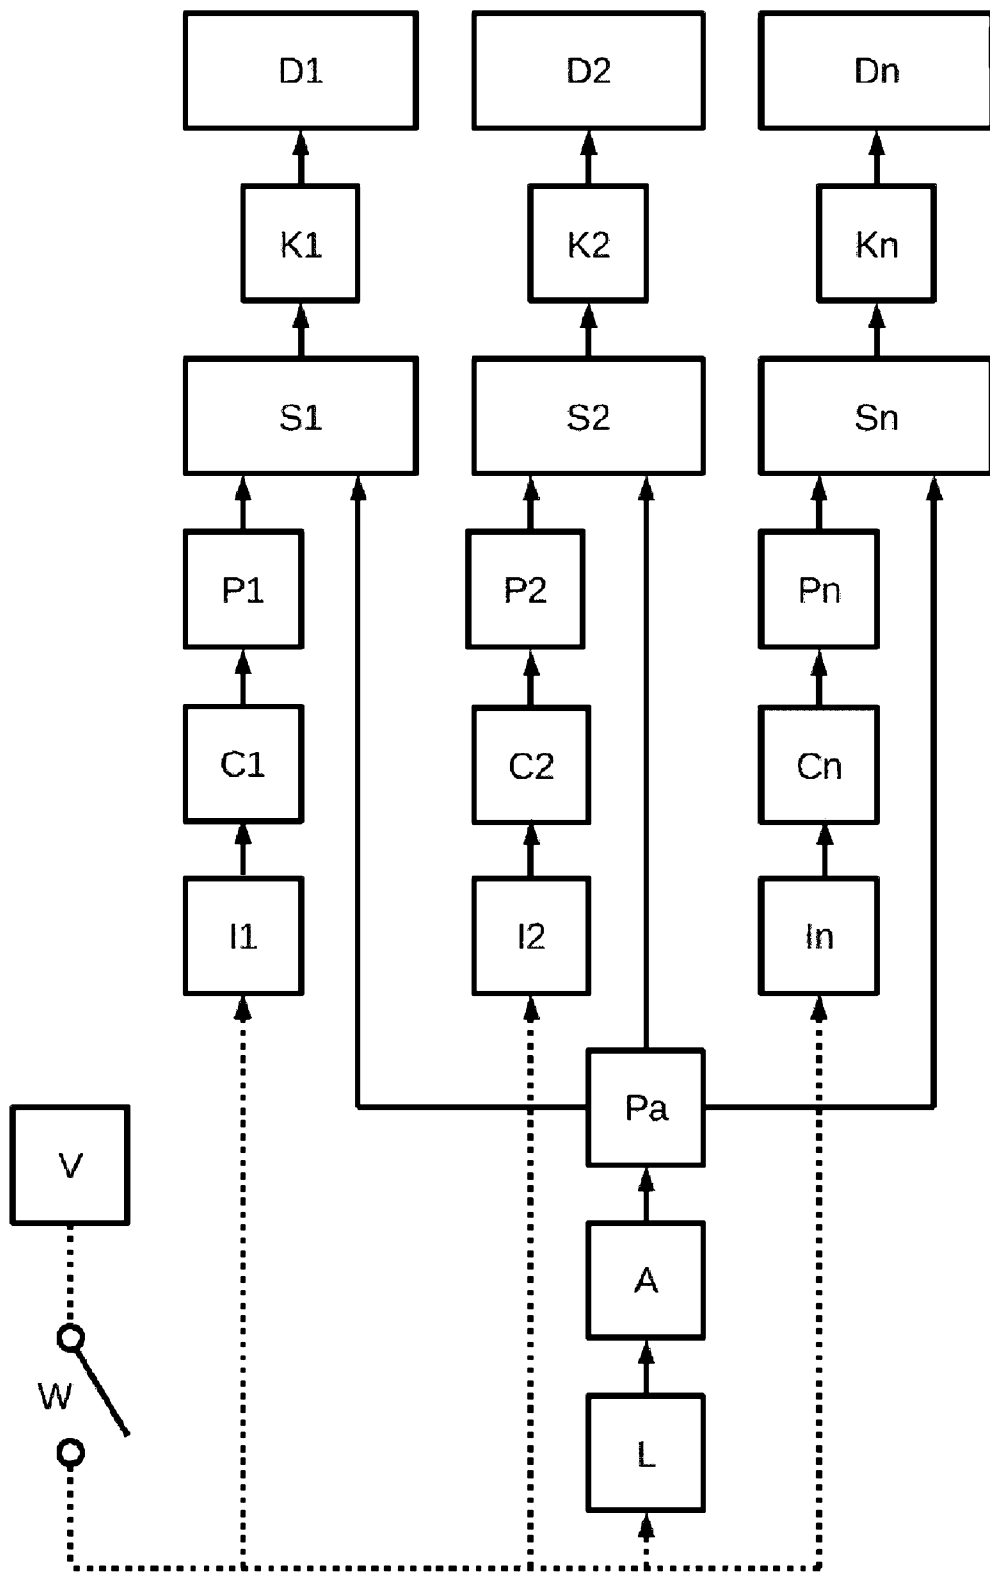 D1 D2 Dn
K1 K2 Kn
S1 S2 Sn
P1 P2 Pn
C1 C2 Cn
I1 I2 In
Pa
V
A
W
L